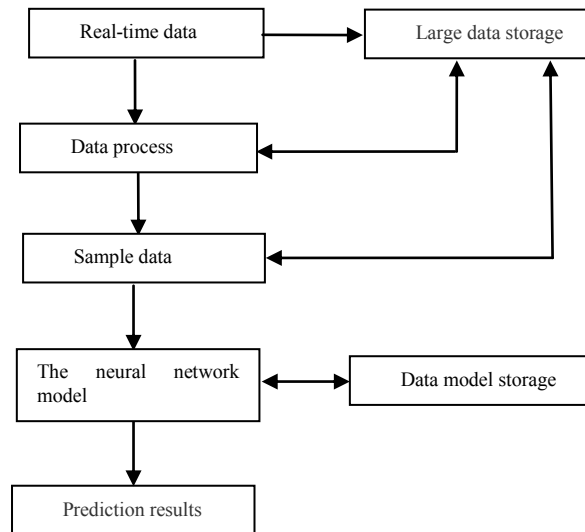 Real-time data
Large data storage
Data process
Sample data
The neural network
model
Data model storage
Prediction results